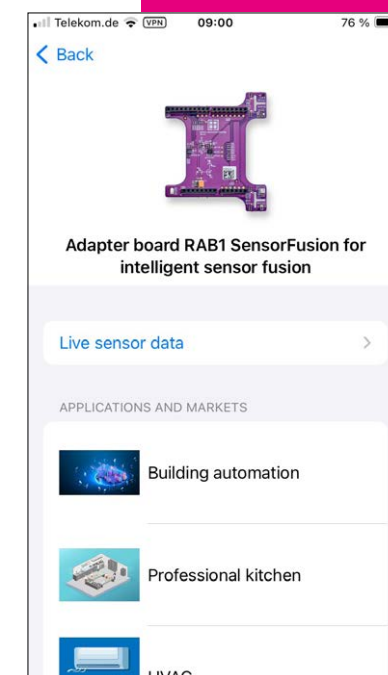 Telekom.de VPN 09:00 76 %
Back
Adapter board RAB1 SensorFusion for
intelligent sensor fusion
Live sensor data
APPLICATIONS AND MARKETS
Building automation
Professional kitchen
HVAC